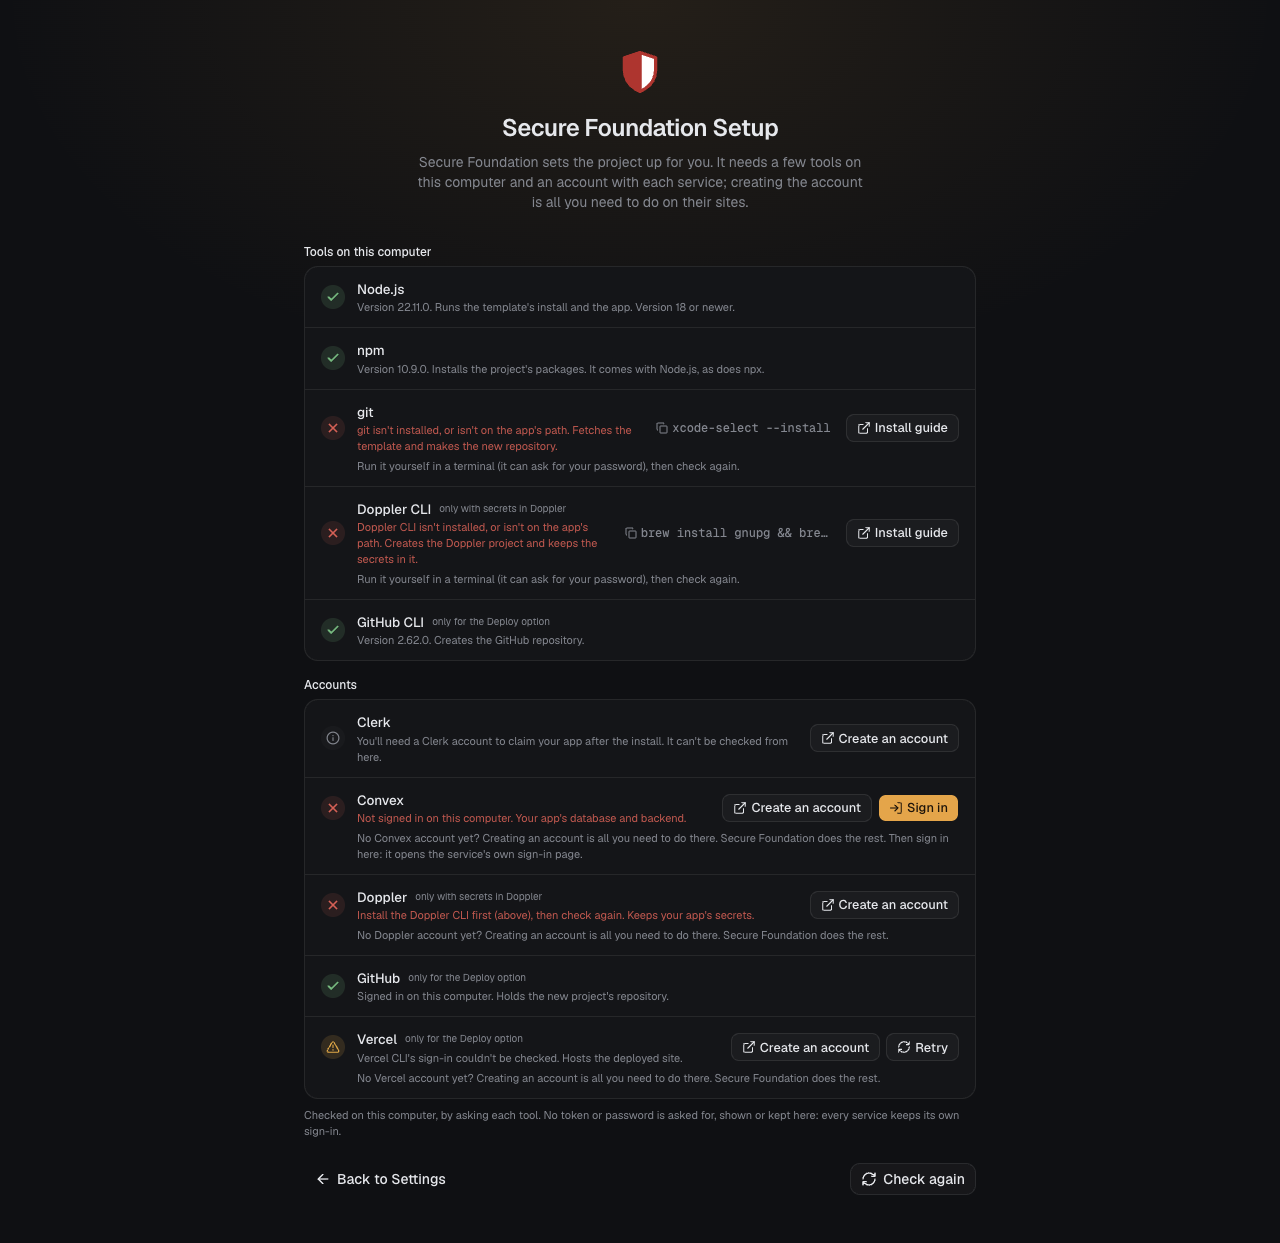 Secure Foundation Setup
Secure Foundation sets the project up for you. It needs a few tools on
this computer and an account with each service; creating the account
is all you need to do on their sites.
Tools on this computer
Node.js
Version 22.11.0. Runs the template's install and the app. Version 18 or newer.
npm
Version 10.9.0. Installs the project's packages. It comes with Node.js, as does npx.
git
git isn't installed, or isn't on the app's path. Fetches the
template and makes the new repository.
xcode-select --install
Install guide
Run it yourself in a terminal (it can ask for your password), then check again.
Doppler CLI only with secrets in Doppler
Doppler CLI isn't installed, or isn't on the app's
path. Creates the Doppler project and keeps the
secrets in it.
brew install gnupg && bre…
Install guide
Run it yourself in a terminal (it can ask for your password), then check again.
GitHub CLI only for the Deploy option
Version 2.62.0. Creates the GitHub repository.
Accounts
Clerk
You'll need a Clerk account to claim your app after the install. It can't be checked from
here.
Create an account
Convex
Not signed in on this computer. Your app's database and backend.
Create an account
Sign in
No Convex account yet? Creating an account is all you need to do there. Secure Foundation does the rest. Then sign in
here: it opens the service's own sign-in page.
Doppler only with secrets in Doppler
Install the Doppler CLI first (above), then check again. Keeps your app's secrets.
Create an account
No Doppler account yet? Creating an account is all you need to do there. Secure Foundation does the rest.
GitHub only for the Deploy option
Signed in on this computer. Holds the new project's repository.
Vercel only for the Deploy option
Vercel CLI's sign-in couldn't be checked. Hosts the deployed site.
Create an account
Retry
No Vercel account yet? Creating an account is all you need to do there. Secure Foundation does the rest.
Checked on this computer, by asking each tool. No token or password is asked for, shown or kept here: every service keeps its own
sign-in.
Back to Settings
Check again